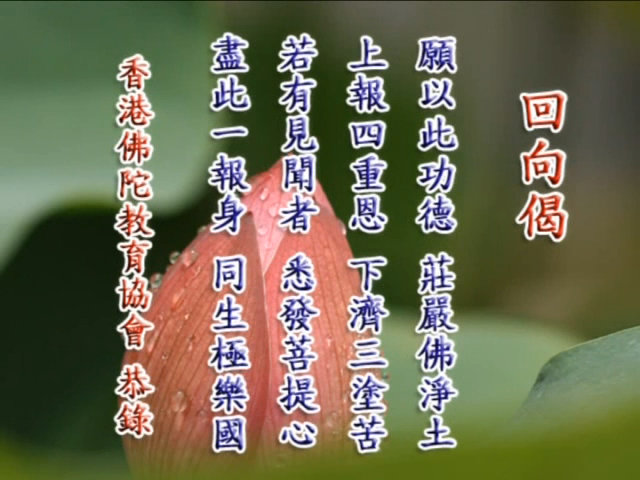 回向偈
願以此功德 莊嚴佛淨土
上報四重恩 下濟三塗苦
若有見聞者 悉發菩提心
盡此一報身 同生極樂國
香港佛陀教育協會 恭錄